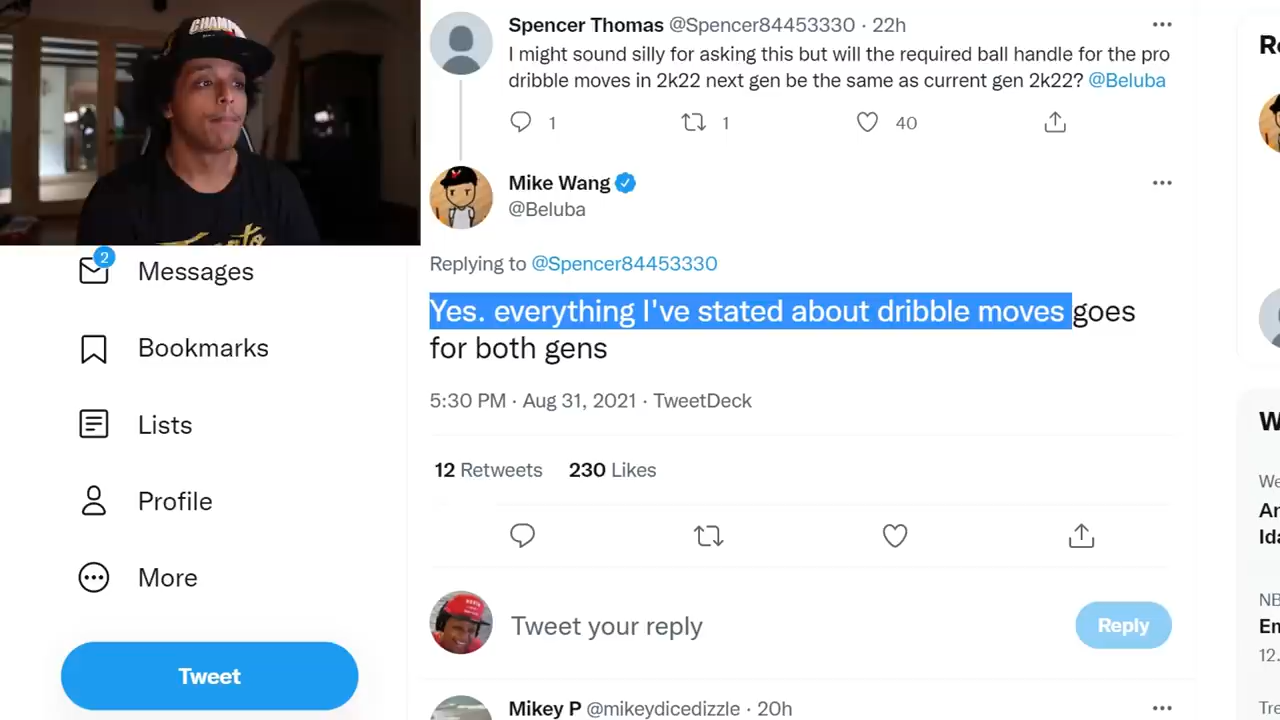 CHAMP
Spencer Thomas @Spencer84453330 · 22h
I might sound silly for asking this but will the required ball handle for the pro
dribble moves in 2k22 next gen be the same as current gen 2k22? @Beluba
1 1 40
Mike Wang
@Beluba
Replying to @Spencer84453330
Yes. everything I've stated about dribble moves goes
for both gens
5:30 PM · Aug 31, 2021 · TweetDeck
12 Retweets 230 Likes
Tweet your reply
Reply
Mikey P @mikeydicedizzle · 20h
2
Messages
Bookmarks
Lists
Profile
More
Tweet